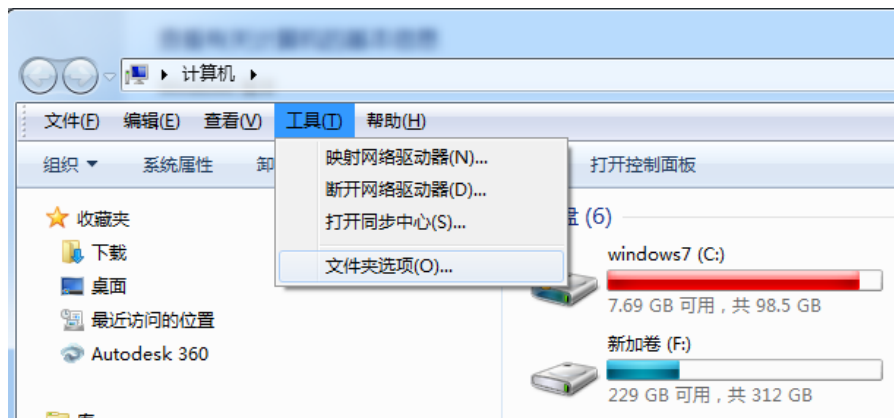 计算机
文件(F) 编辑(E) 查看(V) 工具(T) 帮助(H)
组织 系统属性 卸 打开控制面板
映射网络驱动器(N)...
断开网络驱动器(D)...
打开同步中心(S)...
文件夹选项(O)...
收藏夹
下载
桌面
最近访问的位置
Autodesk 360
盘 (6)
windows7 (C:)
7.69 GB 可用，共 98.5 GB
新加卷 (F:)
229 GB 可用，共 312 GB